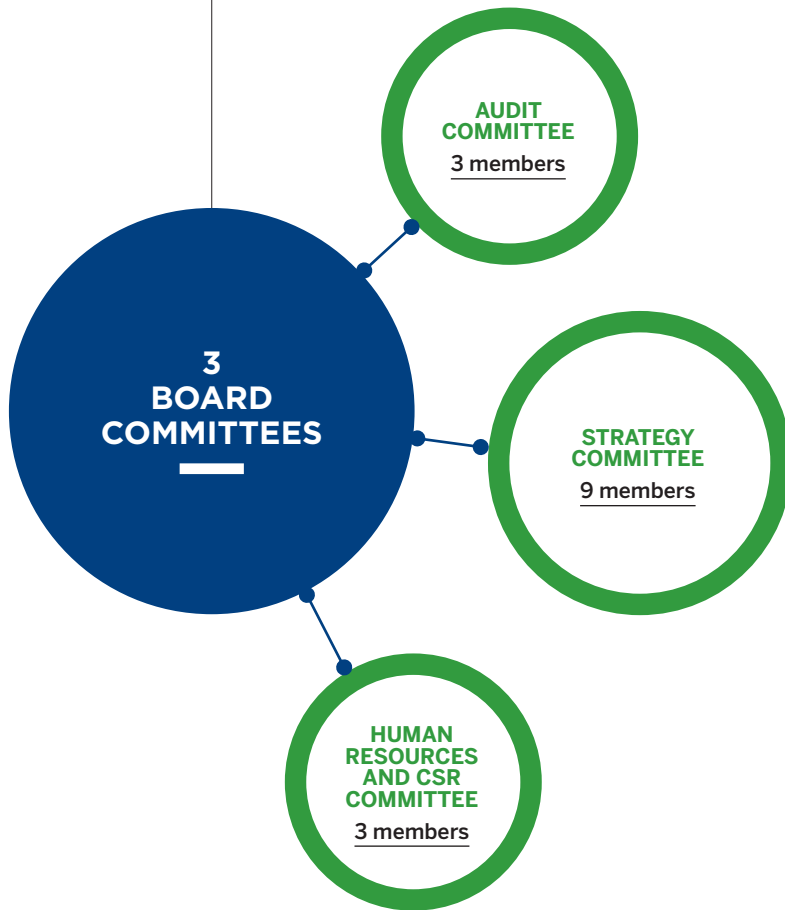 AUDIT
COMMITTEE
3 members
3
BOARD
COMMITTEES
STRATEGY
COMMITTEE
9 members
HUMAN
RESOURCES
AND CSR
COMMITTEE
3 members